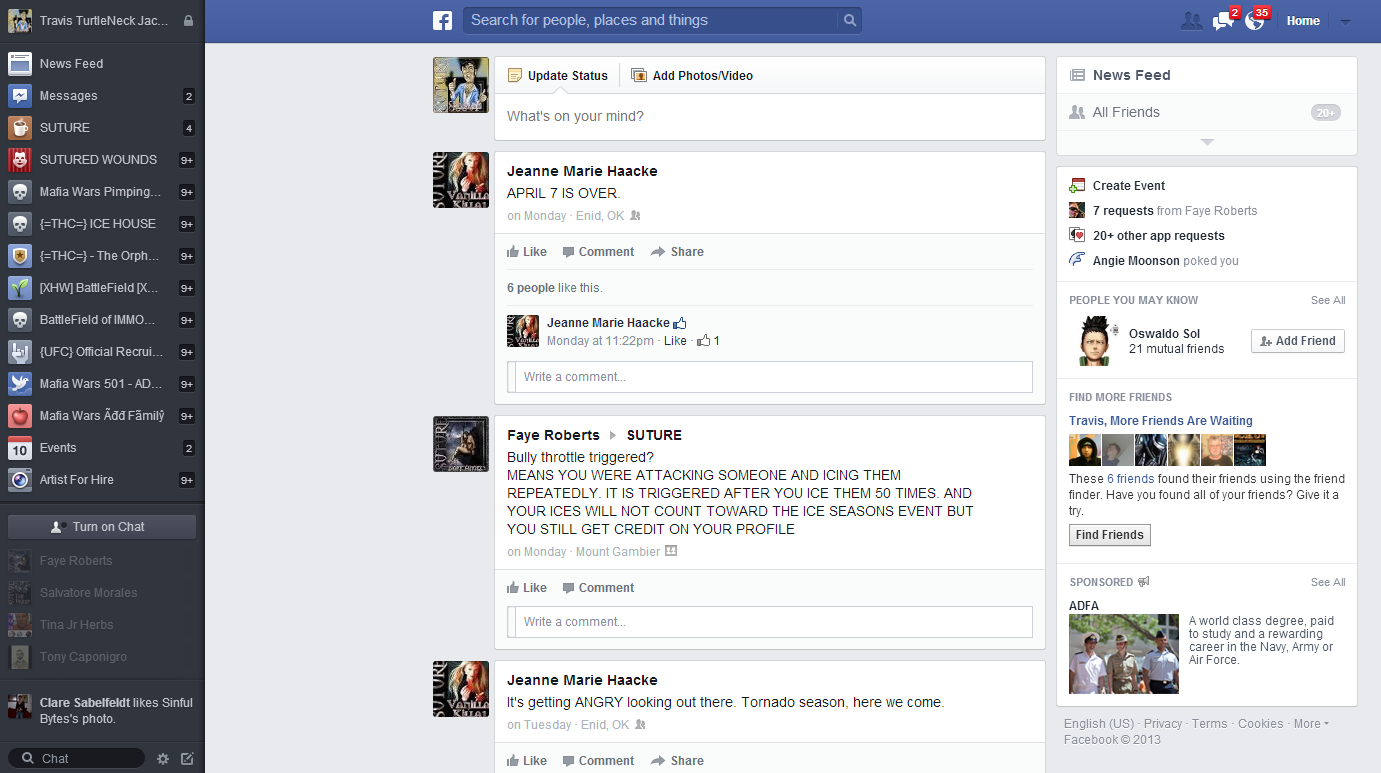 Travis TurtleNeck Jac...
News Feed
Messages 2
SUTURE 4
SUTURED WOUNDS 9+
Mafia Wars Pimping... 9+
{=THC=} ICE HOUSE 9+
{=THC=} - The Orph... 9+
[XHW] BattleField [X... 9+
BattleField of IMMO... 9+
{UFC} Official Recrui... 9+
Mafia Wars 501 - AD... 9+
Mafia Wars Ãđđ Fãmilŷ 9+
10 Events 2
Artist For Hire 9+
Turn on Chat
Faye Roberts
Salvatore Morales
Tina Jr Herbs
Tony Caponigro
Clare Sabelfeldt likes Sinful
Bytes's photo.
Chat
Search for people, places and things
2 35 Home
Update Status Add Photos/Video
What's on your mind?
Jeanne Marie Haacke
APRIL 7 IS OVER.
on Monday · Enid, OK
Like Comment Share
6 people like this.
Jeanne Marie Haacke
Monday at 11:22pm · Like · 1
Write a comment...
Faye Roberts SUTURE
Bully throttle triggered?
MEANS YOU WERE ATTACKING SOMEONE AND ICING THEM
REPEATEDLY. IT IS TRIGGERED AFTER YOU ICE THEM 50 TIMES. AND
YOUR ICES WILL NOT COUNT TOWARD THE ICE SEASONS EVENT BUT
YOU STILL GET CREDIT ON YOUR PROFILE
on Monday · Mount Gambier
Like Comment
Write a comment...
Jeanne Marie Haacke
It's getting ANGRY looking out there. Tornado season, here we come.
on Tuesday · Enid, OK
Like Comment Share
News Feed
All Friends 20+
Create Event
7 requests from Faye Roberts
20+ other app requests
Angie Moonson poked you
PEOPLE YOU MAY KNOW See All
Oswaldo Sol
21 mutual friends
Add Friend
FIND MORE FRIENDS
Travis, More Friends Are Waiting
These 6 friends found their friends using the friend
finder. Have you found all of your friends? Give it a
try.
Find Friends
SPONSORED See All
ADFA
A world class degree, paid
to study and a rewarding
career in the Navy, Army or
Air Force.
English (US) · Privacy · Terms · Cookies · More
Facebook © 2013